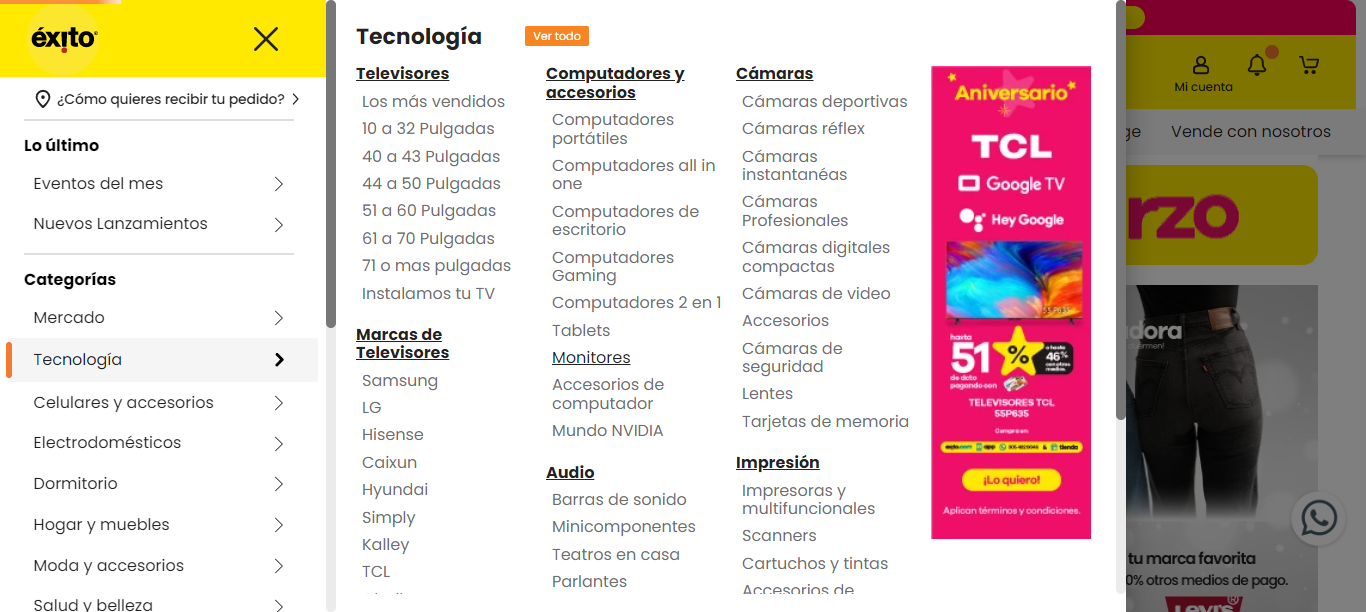 éxito
¿Cómo quieres recibir tu pedido?
Lo último
Eventos del mes
Nuevos Lanzamientos
Categorías
Mercado
Tecnología
Celulares y accesorios
Electrodomésticos
Dormitorio
Hogar y muebles
Moda y accesorios
Salud y belleza
Tecnología
Ver todo
Televisores
Los más vendidos
10 a 32 Pulgadas
40 a 43 Pulgadas
44 a 50 Pulgadas
51 a 60 Pulgadas
61 a 70 Pulgadas
71 o mas pulgadas
Instalamos tu TV
Marcas de
Televisores
Samsung
LG
Hisense
Caixun
Hyundai
Simply
Kalley
TCL
Computadores y
accesorios
Computadores
portátiles
Computadores all in
one
Computadores de
escritorio
Computadores
Gaming
Computadores 2 en 1
Tablets
Monitores
Accesorios de
computador
Mundo NVIDIA
Audio
Barras de sonido
Minicomponentes
Teatros en casa
Parlantes
Cámaras
Cámaras deportivas
Cámaras réflex
Cámaras
instantanéas
Cámaras
Profesionales
Cámaras digitales
compactas
Cámaras de video
Accesorios
Cámaras de
seguridad
Lentes
Tarjetas de memoria
Impresión
Impresoras y
multifuncionales
Scanners
Cartuchos y tintas
Accesorios de
Aniversario
TCL
Google TV
Hey Google
hasta
51 %
de dcto
pagando con
o hasta
46%
con otros
medios.
TELEVISORES TCL
55P635
Compra en:
exito.com app & tienda
¡Lo quiero!
Aplican términos y condiciones.
Mi cuenta
ge
Vende con nosotros
rzo
adora
tu marca favorita
0% otros medios de pago.
Levi's